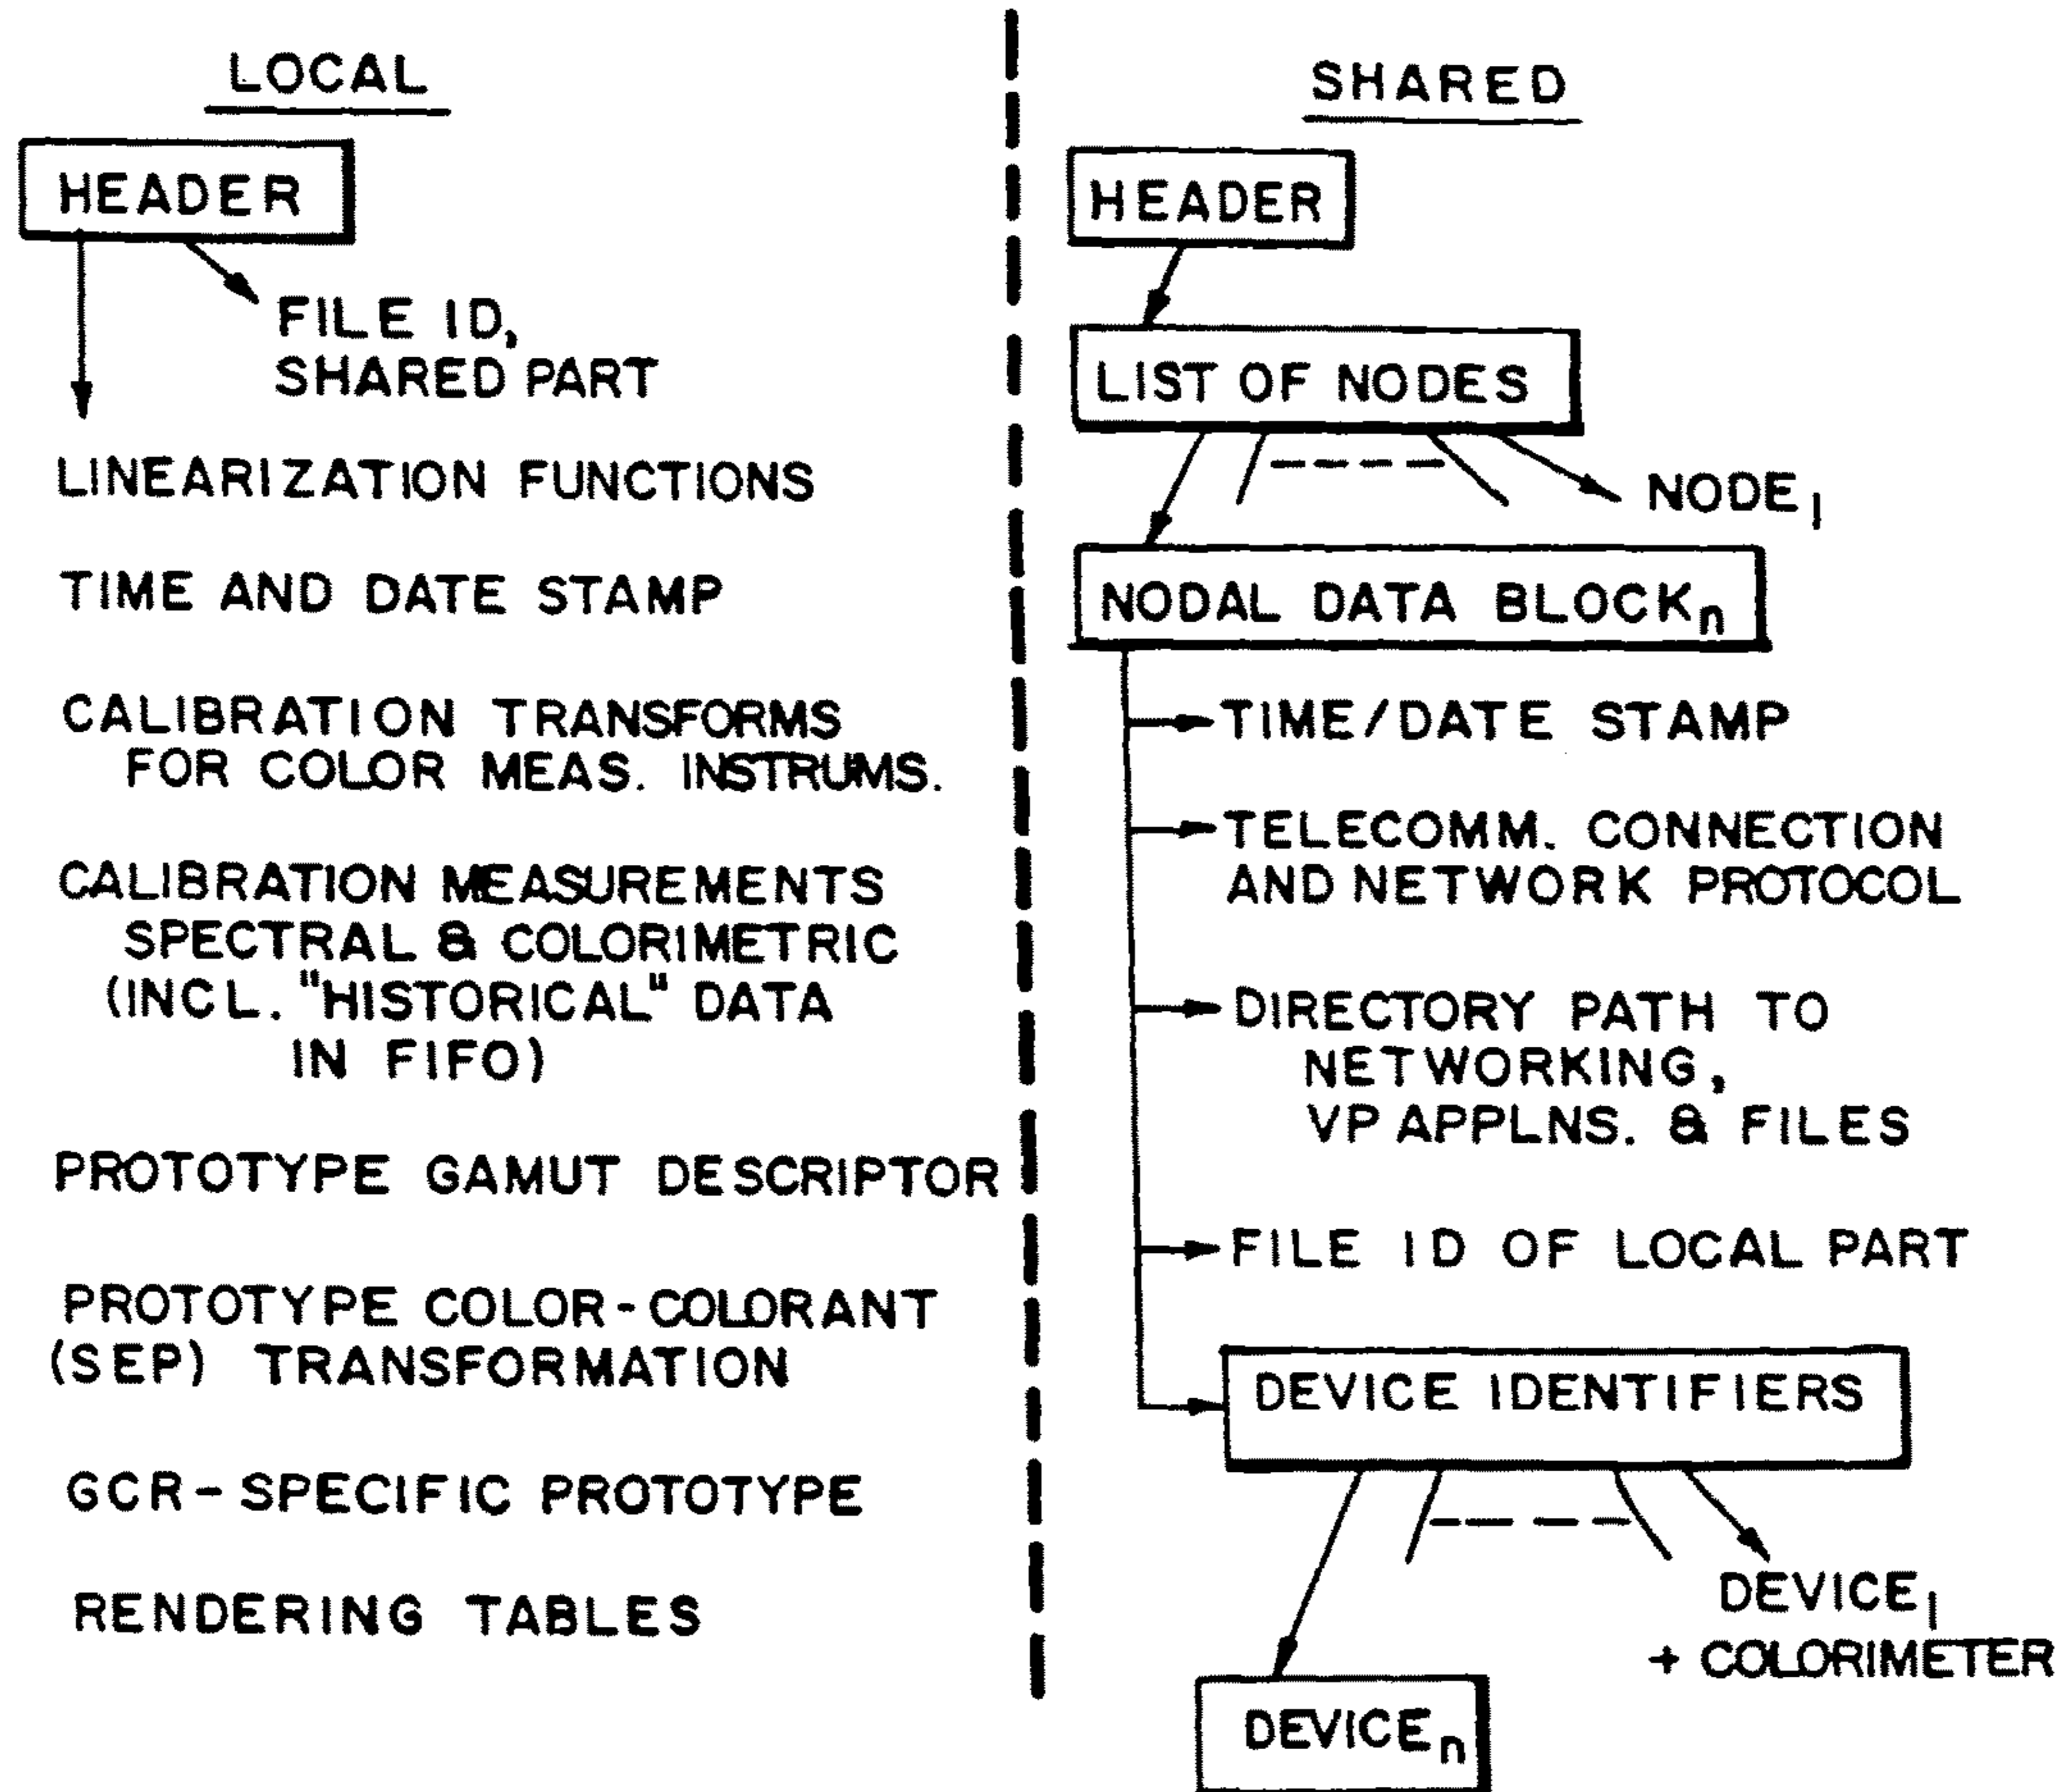 LOCAL
HEADER
FILE ID,
SHARED PART
LINEARIZATION FUNCTIONS
TIME AND DATE STAMP
CALIBRATION TRANSFORMS
FOR COLOR MEAS. INSTRUMS.
CALIBRATION MEASUREMENTS
SPECTRAL & COLORIMETRIC
(INCL. "HISTORICAL" DATA
IN FIFO)
PROTOTYPE GAMUT DESCRIPTOR
PROTOTYPE COLOR-COLORANT
(SEP) TRANSFORMATION
GCR-SPECIFIC PROTOTYPE
RENDERING TABLES
SHARED
HEADER
LIST OF NODES
NODE₁
NODAL DATA BLOCKₙ
TIME/DATE STAMP
TELECOMM. CONNECTION
AND NETWORK PROTOCOL
DIRECTORY PATH TO
NETWORKING,
VP APPLNS. & FILES
FILE ID OF LOCAL PART
DEVICE IDENTIFIERS
DEVICE₁
+ COLORIMETER
DEVICEₙ